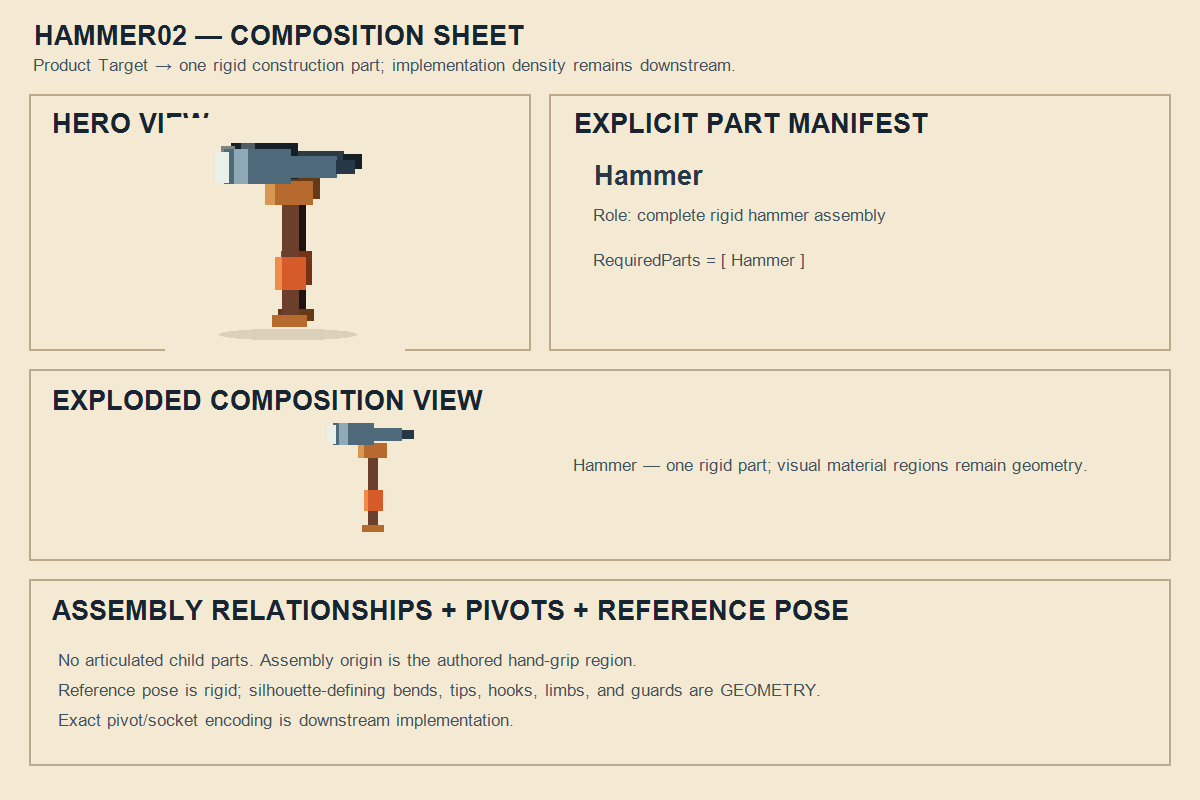 HAMMER02 — COMPOSITION SHEET
Product Target → one rigid construction part; implementation density remains downstream.
HERO VIEW
EXPLICIT PART MANIFEST
Hammer
Role: complete rigid hammer assembly
RequiredParts = [ Hammer ]
EXPLODED COMPOSITION VIEW
Hammer — one rigid part; visual material regions remain geometry.
ASSEMBLY RELATIONSHIPS + PIVOTS + REFERENCE POSE
No articulated child parts. Assembly origin is the authored hand-grip region.
Reference pose is rigid; silhouette-defining bends, tips, hooks, limbs, and guards are GEOMETRY.
Exact pivot/socket encoding is downstream implementation.